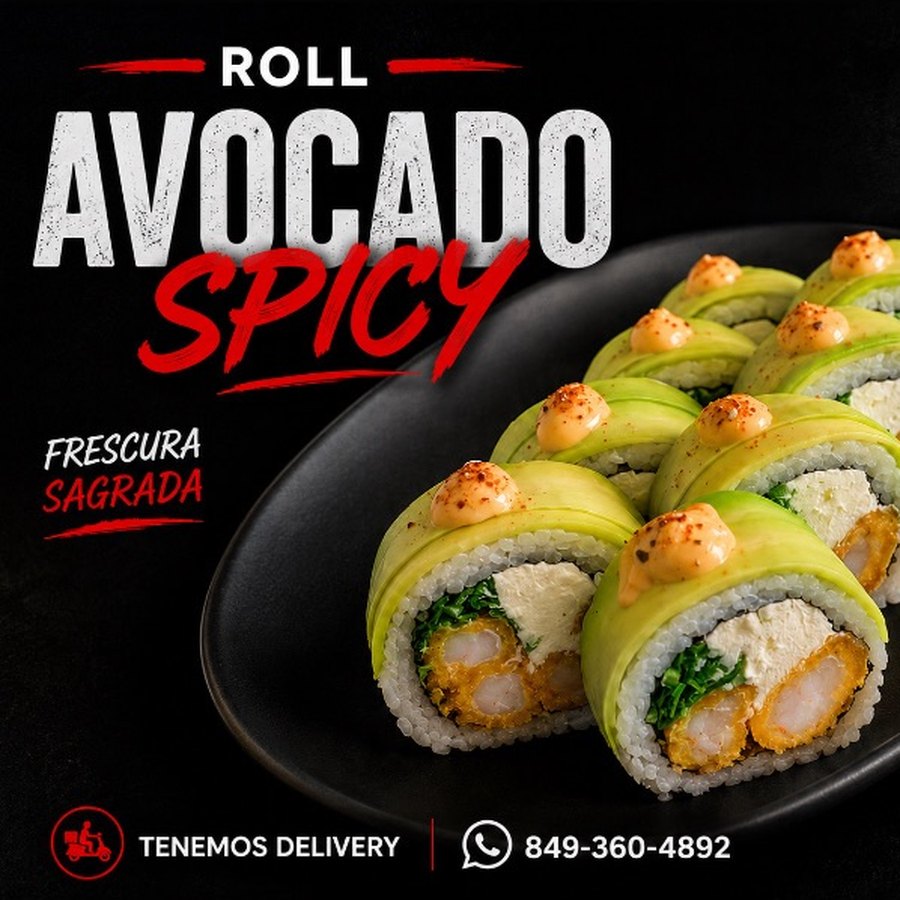 ROLL
AVOCADO
SPICY
FRESCURA
SAGRADA
TENEMOS DELIVERY
849-360-4892